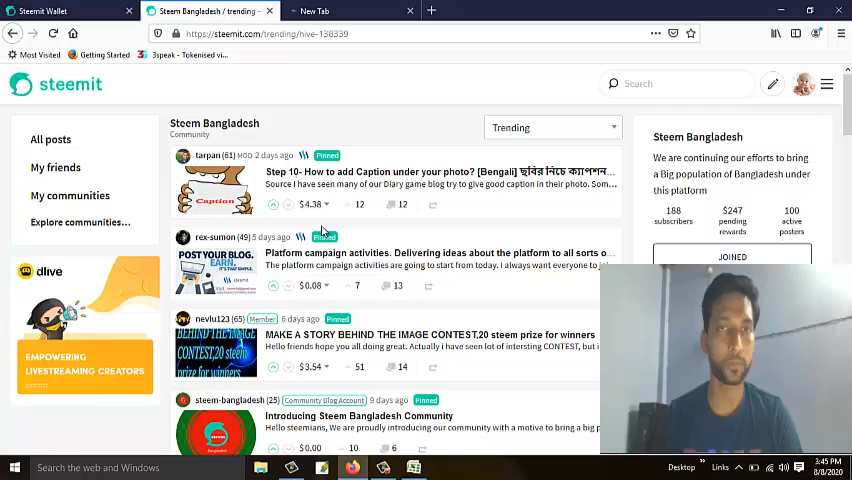 Steemit Wallet
Steem Bangladesh / trending —
New Tab
https://steemit.com/trending/hive-138339
Most Visited
Getting Started
3speak - Tokenised vi...
steemit
Search
All posts
My friends
My communities
Explore communities...
dlive
EMPOWERING
LIVESTREAMING CREATORS
Steem Bangladesh
Community
Trending
tarpan (61) MOD 2 days ago Pinned
Caption
Step 10- How to add Caption under your photo? [Bengali] ছবির নিচে ক্যাপশন...
Source I have seen many of our Diary game blog try to give good caption in their photo. Som...
$4.38 12 12
rex-sumon (49) 5 days ago Pinned
POST YOUR BLOG.
EARN.
IT'S THAT SIMPLE.
steemit
Platform campaign activities. Delivering ideas about the platform to all sorts o...
The platform campaign activities are going to start from today. I always want everyone to jo
$0.08 7 13
nevlu123 (65) Member 6 days ago Pinned
BEHIND THE
IMAGE
CONTEST,20 steem
prize for winners
MAKE A STORY BEHIND THE IMAGE CONTEST,20 steem prize for winners
Hello friends hope you all doing great. Actually i have seen lot of intersting CONTEST, but i
$3.54 51 14
steem-bangladesh (25) Community Blog Account 9 days ago Pinned
Introducing Steem Bangladesh Community
Hello steemians, We are proudly introducing our community with a motive to bring a big p
$0.00 10 6
Steem Bangladesh
We are continuing our efforts to bring
a Big population of Bangladesh under
this platform
188 $247 100
subscribers pending active
rewards posters
JOINED
Search the web and Windows
Desktop
Links
3:45 PM
8/8/2020